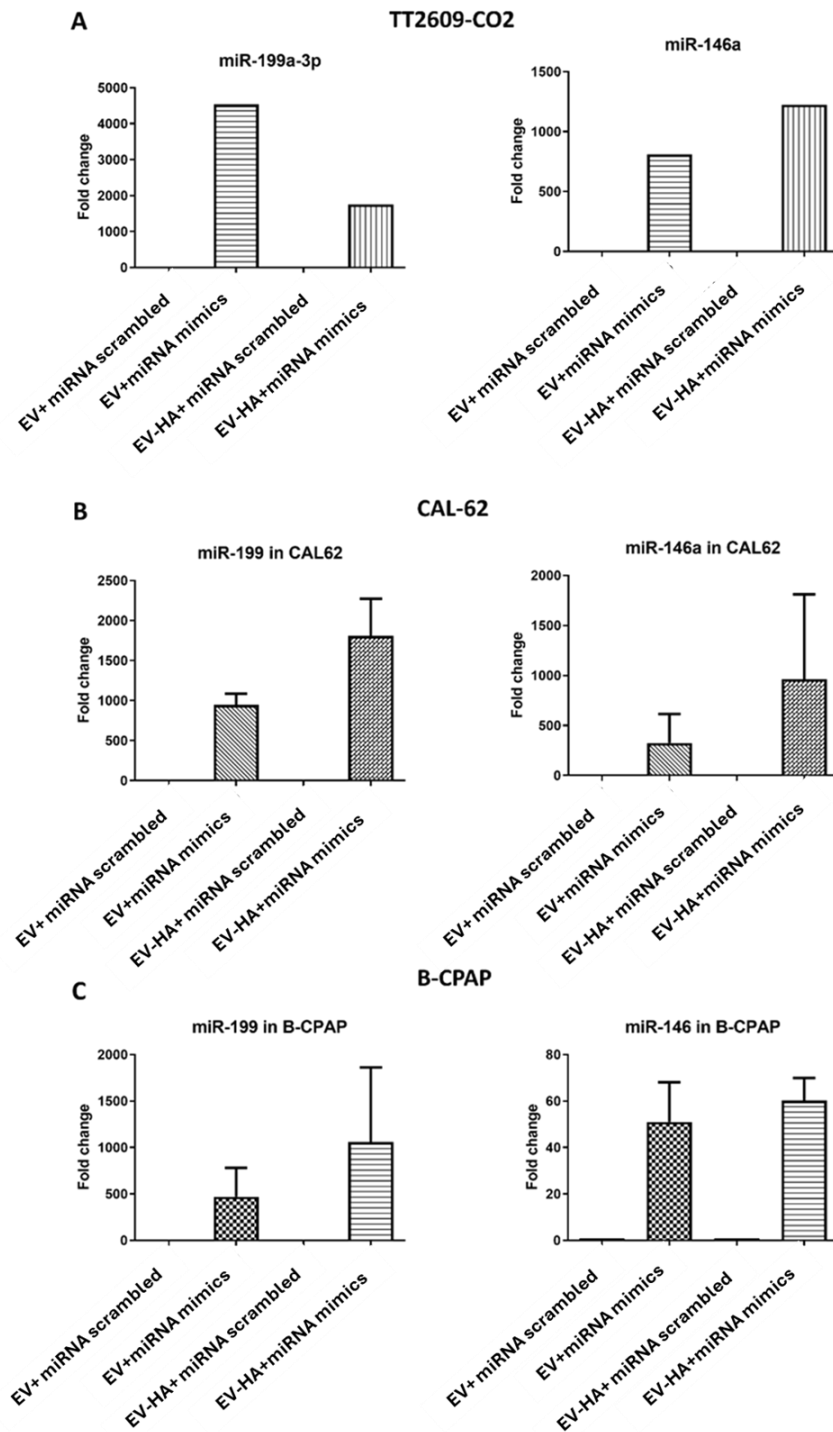 A
TT2609-CO2
miR-199a-3p
Fold change
5000
4000
3000
2000
1000
0
EV+ miRNA scrambled
EV+miRNA mimics
EV-HA+ miRNA scrambled
EV-HA+miRNA mimics
miR-146a
Fold change
1500
1000
500
0
EV+ miRNA scrambled
EV+miRNA mimics
EV-HA+ miRNA scrambled
EV-HA+miRNA mimics
B
CAL-62
miR-199 in CAL62
Fold change
2500
2000
1500
1000
500
0
EV+ miRNA scrambled
EV+miRNA mimics
EV-HA+ miRNA scrambled
EV-HA+miRNA mimics
miR-146a in CAL62
Fold change
2000
1500
1000
500
0
EV+ miRNA scrambled
EV+miRNA mimics
EV-HA+ miRNA scrambled
EV-HA+miRNA mimics
C
B-CPAP
miR-199 in B-CPAP
Fold change
2000
1500
1000
500
0
EV+ miRNA scrambled
EV+miRNA mimics
EV-HA+ miRNA scrambled
EV-HA+miRNA mimics
miR-146 in B-CPAP
Fold change
80
60
40
20
0
EV+ miRNA scrambled
EV+miRNA mimics
EV-HA+ miRNA scrambled
EV-HA+miRNA mimics